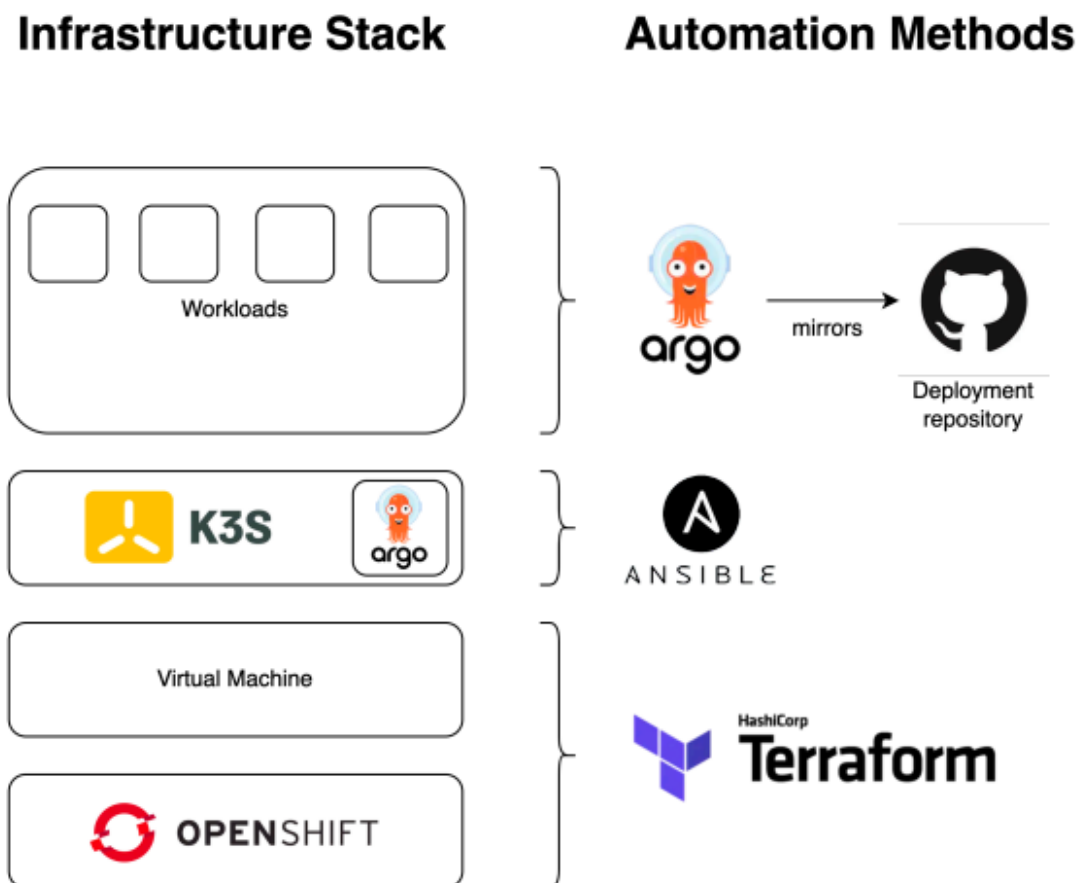 Infrastructure Stack
Automation Methods
Workloads
argo
mirrors
Deployment
repository
K3S
argo
ANSIBLE
Virtual Machine
HashiCorp
Terraform
OPENSHIFT